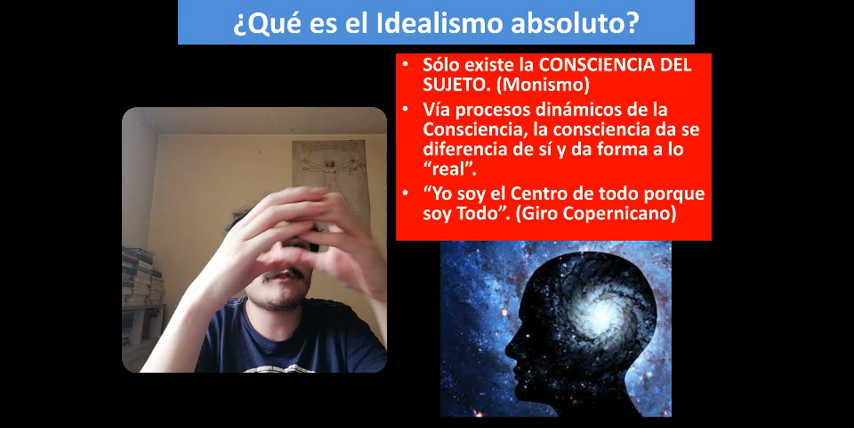 ¿Qué es el Idealismo absoluto?
• Sólo existe la CONSCIENCIA DEL
SUJETO. (Monismo)
• Vía procesos dinámicos de la
Consciencia, la consciencia da se
diferencia de sí y da forma a lo
“real”.
• “Yo soy el Centro de todo porque
soy Todo”. (Giro Copernicano)